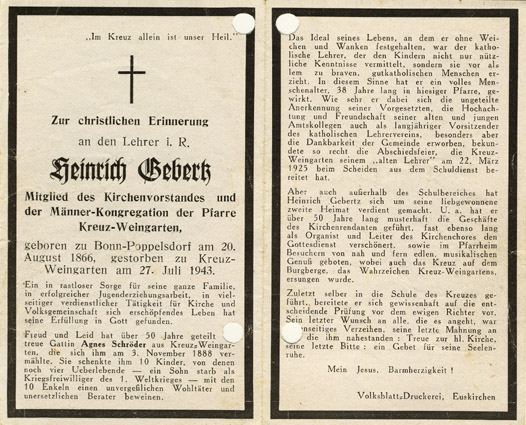 „Im Kreuz allein ist unser Heil."
Zur christlichen Erinnerung
an den Lehrer i. R.
Heinrich Gebertz
Mitglied des Kirchenvorstandes und
der Männer-Kongregation der Pfarre
Kreuz-Weingarten,
geboren zu Bonn-Poppelsdorf am 20.
August 1866, gestorben zu Kreuz-
Weingarten am 27. Juli 1943.
Ein in rastloser Sorge für seine ganze Familie,
in erfolgreicher Jugenderziehungsarbeit, in viel-
seitiger verdienstlicher Tätigkeit für Kirche und
Volksgemeinschaft sich erschöpfendes Leben hat
seine Erfüllung in Gott gefunden.
Freud und Leid hat über 50 Jahre geteilt
treue Gattin Agnes Schröder aus Kreuz-Weingar-
ten, die sich ihm am 3. November 1888 ver-
mählte. Sie schenkte ihm 10 Kinder, von denen
noch vier Ueberlebende — ein Sohn starb als
Kriegsfreiwilliger des 1. Weltkrieges — mit den
10 Enkeln einen unvergeßlichen Wohltäter und
unersetzlichen Berater beweinen.
Das Ideal seines Lebens, an dem er ohne Wei-
chen und Wanken festgehalten, war der katho-
lische Lehrer, der den Kindern nicht nur nütz-
liche Kenntnisse vermittelt, sondern sie vor al-
lem zu braven, gutkatholischen Menschen er-
zieht. In diesem Sinne hat er ein volles Men-
schenalter, 38 Jahre lang in hiesiger Pfarre, ge-
wirkt. Wie sehr er dabei sich die ungeteilte
Anerkennung seiner Vorgesetzten, die Hochach-
tung und Freundschaft seiner alten und jungen
Amtskollegen auch als langjähriger Vorsitzender
des katholischen Lehrervereins, besonders aber
die Dankbarkeit der Gemeinde erworben, bekun-
dete so recht die Abschiedsfeier, die Kreuz-
Weingarten seinem „alten Lehrer" am 22. März
1925 beim Scheiden aus dem Schuldienst be-
reitet hat.
Aber auch außerhalb des Schulbereiches hat
Heinrich Gebertz sich um seine liebgewonnene
zweite Heimat verdient gemacht. U. a. hat er
über 50 Jahre lang musterhaft die Geschäfte
des Kirchenrendanten geführt, fast ebenso lang
als Organist und Leiter des Kirchenchores den
Gottesdienst verschönert, sowie im Pfarrheim
Besuchern von nah und fern edlen, musikalischen
Genuß geboten, wobei auch das Kreuz auf dem
Burgberge, das Wahrzeichen Kreuz-Weingartens,
ersungen wurde.
Zuletzt selber in die Schule des Kreuzes ge-
führt, bereitete er sich gewissenhaft auf die ent-
scheidende Prüfung vor dem ewigen Richter vor.
Sein letzter Wunsch an alle, die es angeht, war
Verzeihen, seine letzte Mahnung an
die ihm nahestanden: Treue zur hl. Kirche,
seine letzte Bitte: ein Gebet für seine Seelen-
ruhe.
Mein Jesus, Barmherzigkeit!
Volksblatt-Druckerei, Euskirchen